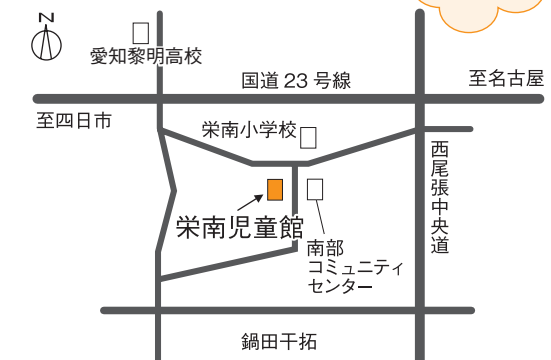 N
愛知黎明高校
国道23号線
至名古屋
至四日市
栄南小学校
西尾張中央道
栄南児童館
南部
コミュニティ
センター
鍋田干拓